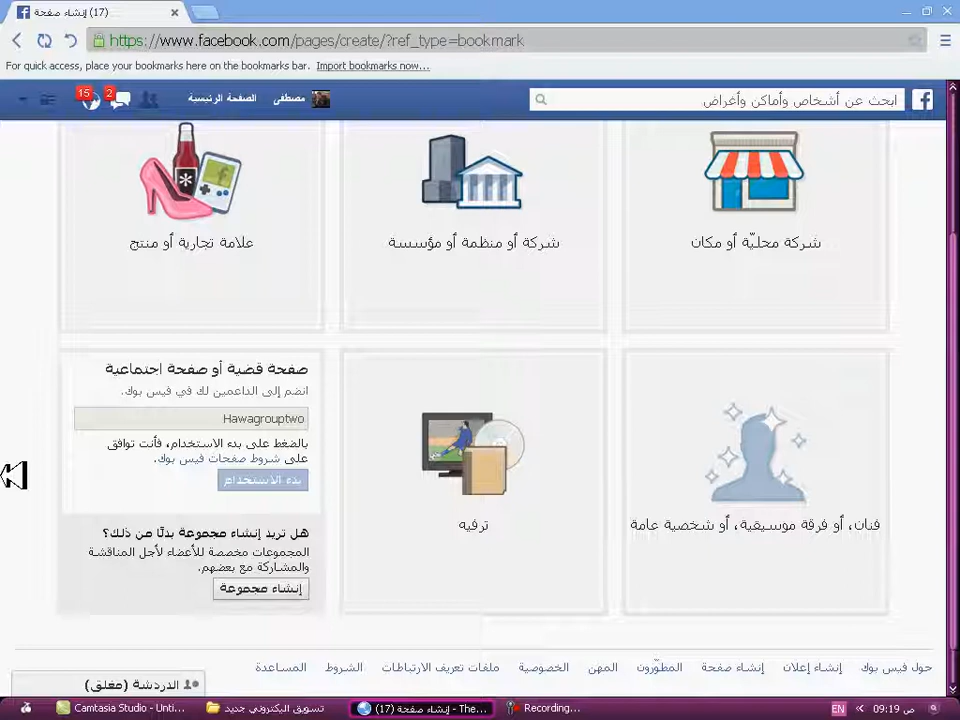 (17) إنشاء صفحة
https://www.facebook.com/pages/create/?ref_type=bookmark
For quick access, place your bookmarks here on the bookmarks bar. Import bookmarks now...
ابحث عن أشخاص وأماكن وأغراض
مصطفى
الصفحة الرئيسية
2
15
شركة محليّة أو مكان
شركة أو منظمة أو مؤسسة
علامة تجارية أو منتج
فنان، أو فرقة موسيقية، أو شخصية عامة
ترفيه
صفحة قضية أو صفحة اجتماعية
انضم إلى الداعمين لك في فيس بوك.
Hawagrouptwo
بالضغط على بدء الاستخدام، فأنت توافق
على شروط صفحات فيس بوك.
بدء الاستخدام
هل تريد إنشاء مجموعة بدلًا من ذلك؟
المجموعات مخصصة للأعضاء لأجل المناقشة
والمشاركة مع بعضهم.
إنشاء مجموعة
حول فيس بوك إنشاء إعلان إنشاء صفحة المطوّرون المهن الخصوصية ملفات تعريف الارتباطات الشروط المساعدة
الدردشة (مغلق)
Camtasia Studio - Unti...
تسويق اليكتروني جديد
(17) إنشاء صفحة - The...
Recording...
EN
09:19 ص